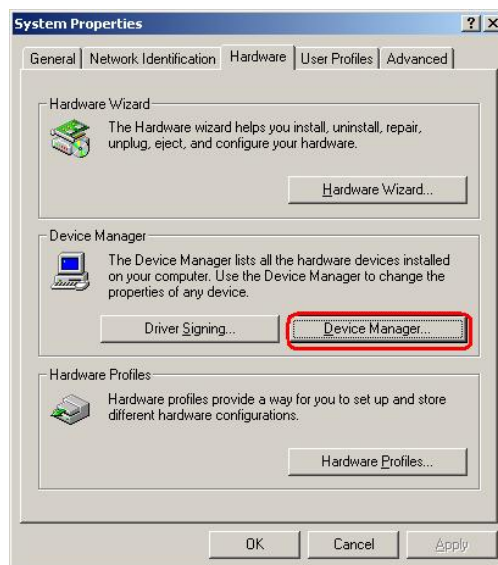 System Properties
General
Network Identification
Hardware
User Profiles
Advanced
Hardware Wizard
The Hardware wizard helps you install, uninstall, repair,
unplug, eject, and configure your hardware.
Hardware Wizard...
Device Manager
The Device Manager lists all the hardware devices installed
on your computer. Use the Device Manager to change the
properties of any device.
Driver Signing...
Device Manager...
Hardware Profiles
Hardware profiles provide a way for you to set up and store
different hardware configurations.
Hardware Profiles...
OK
Cancel
Apply